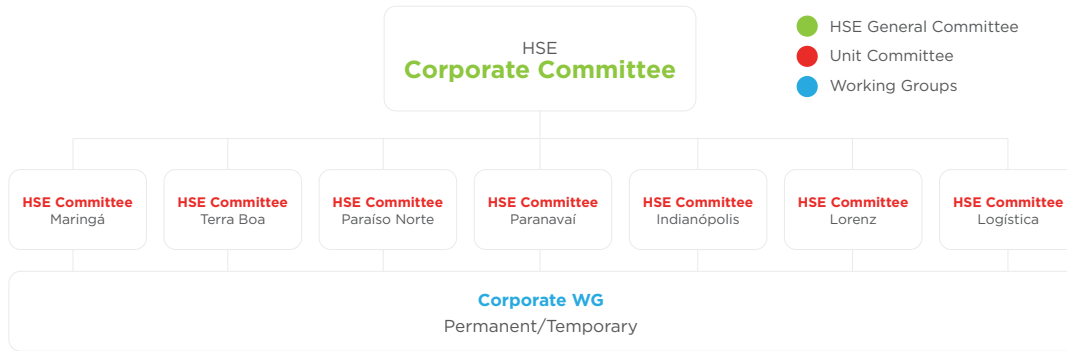 HSE
Corporate Committee
HSE General Committee
Unit Committee
Working Groups
HSE Committee
Maringá
HSE Committee
Terra Boa
HSE Committee
Paraíso Norte
HSE Committee
Paranavaí
HSE Committee
Indianópolis
HSE Committee
Lorenz
HSE Committee
Logística
Corporate WG
Permanent/Temporary